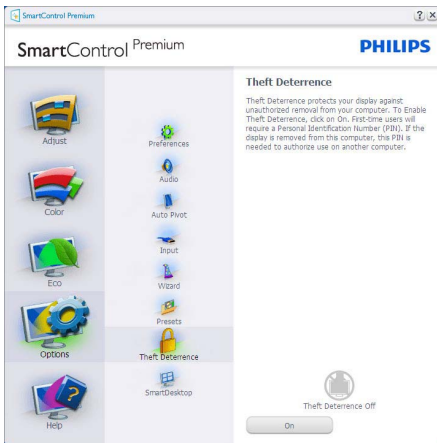 SmartControl Premium
SmartControl Premium
PHILIPS
Adjust
Color
Eco
Options
Help
Preferences
Audio
Auto Pivot
Input
Wizard
Presets
Theft Deterrence
SmartDesktop
Theft Deterrence
Theft Deterrence protects your display against
unauthorized removal from your computer. To Enable
Theft Deterrence, click on On. First-time users will
require a Personal Identification Number (PIN). If the
display is removed from this computer, this PIN is
needed to authorize use on another computer.
Theft Deterrence Off
On